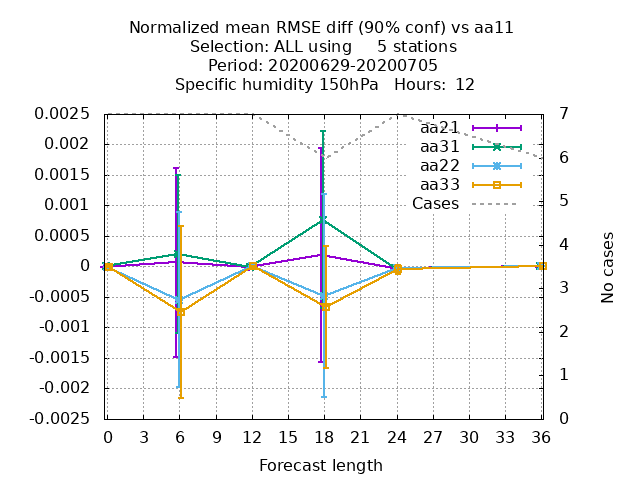 Normalized mean RMSE diff (90% conf) vs aa11
Selection: ALL using     5 stations
Period: 20200629-20200705
Specific humidity 150hPa   Hours:  12
0.0025
0.002
0.0015
0.001
0.0005
0
-0.0005
-0.001
-0.0015
-0.002
-0.0025
7
6
5
4
3
2
1
0
No cases
aa21
aa31
aa22
aa33
Cases
0 3 6 9 12 15 18 21 24 27 30 33 36
Forecast length